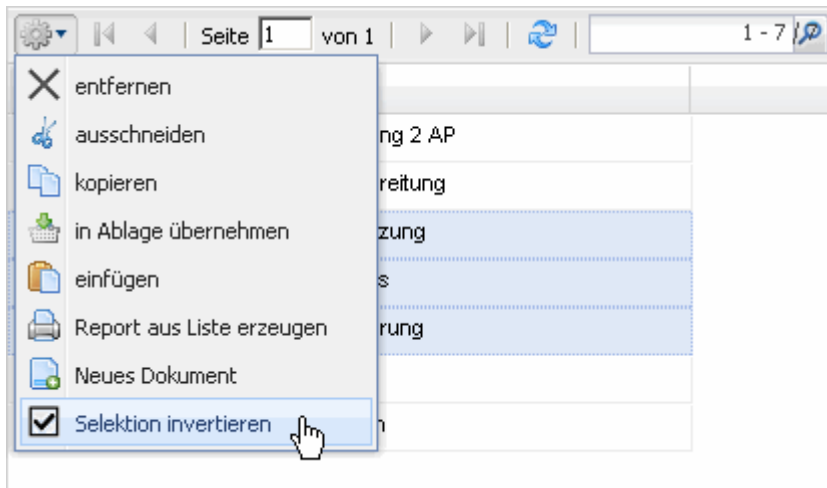 Seite 1 von 1 1 - 7 /
entfernen
ausschneiden ng 2 AP
kopieren reitung
in Ablage übernehmen zung
einfügen s
Report aus Liste erzeugen rung
Neues Dokument
Selektion invertieren n